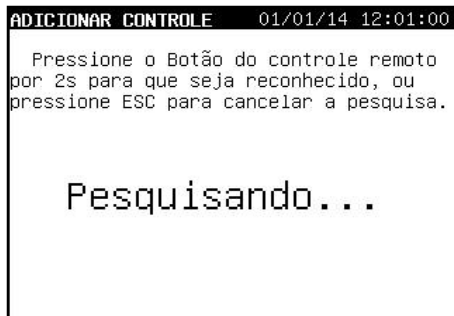 ADICIONAR CONTROLE 01/01/14 12:01:00
Pressione o Botão do controle remoto
por 2s para que seja reconhecido, ou
pressione ESC para cancelar a pesquisa.
Pesquisando...